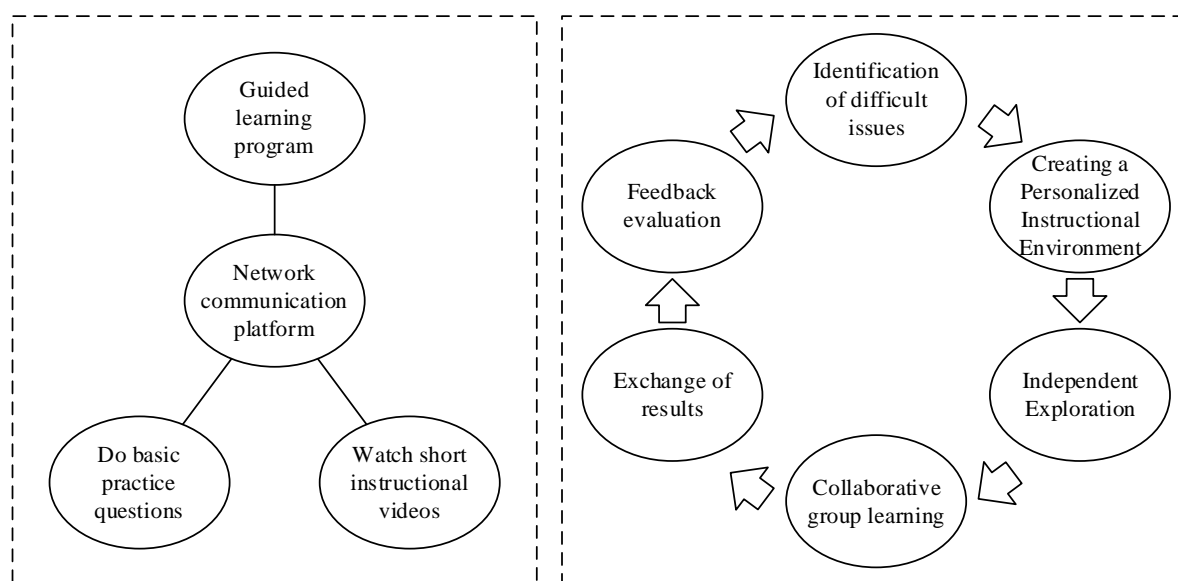 Guided
learning
program
Network
communication
platform
Do basic
practice
questions
Watch short
instructional
videos
Identification
of difficult
issues
Creating a
Personalized
Instructional
Environment
Independent
Exploration
Collaborative
group learning
Exchange of
results
Feedback
evaluation